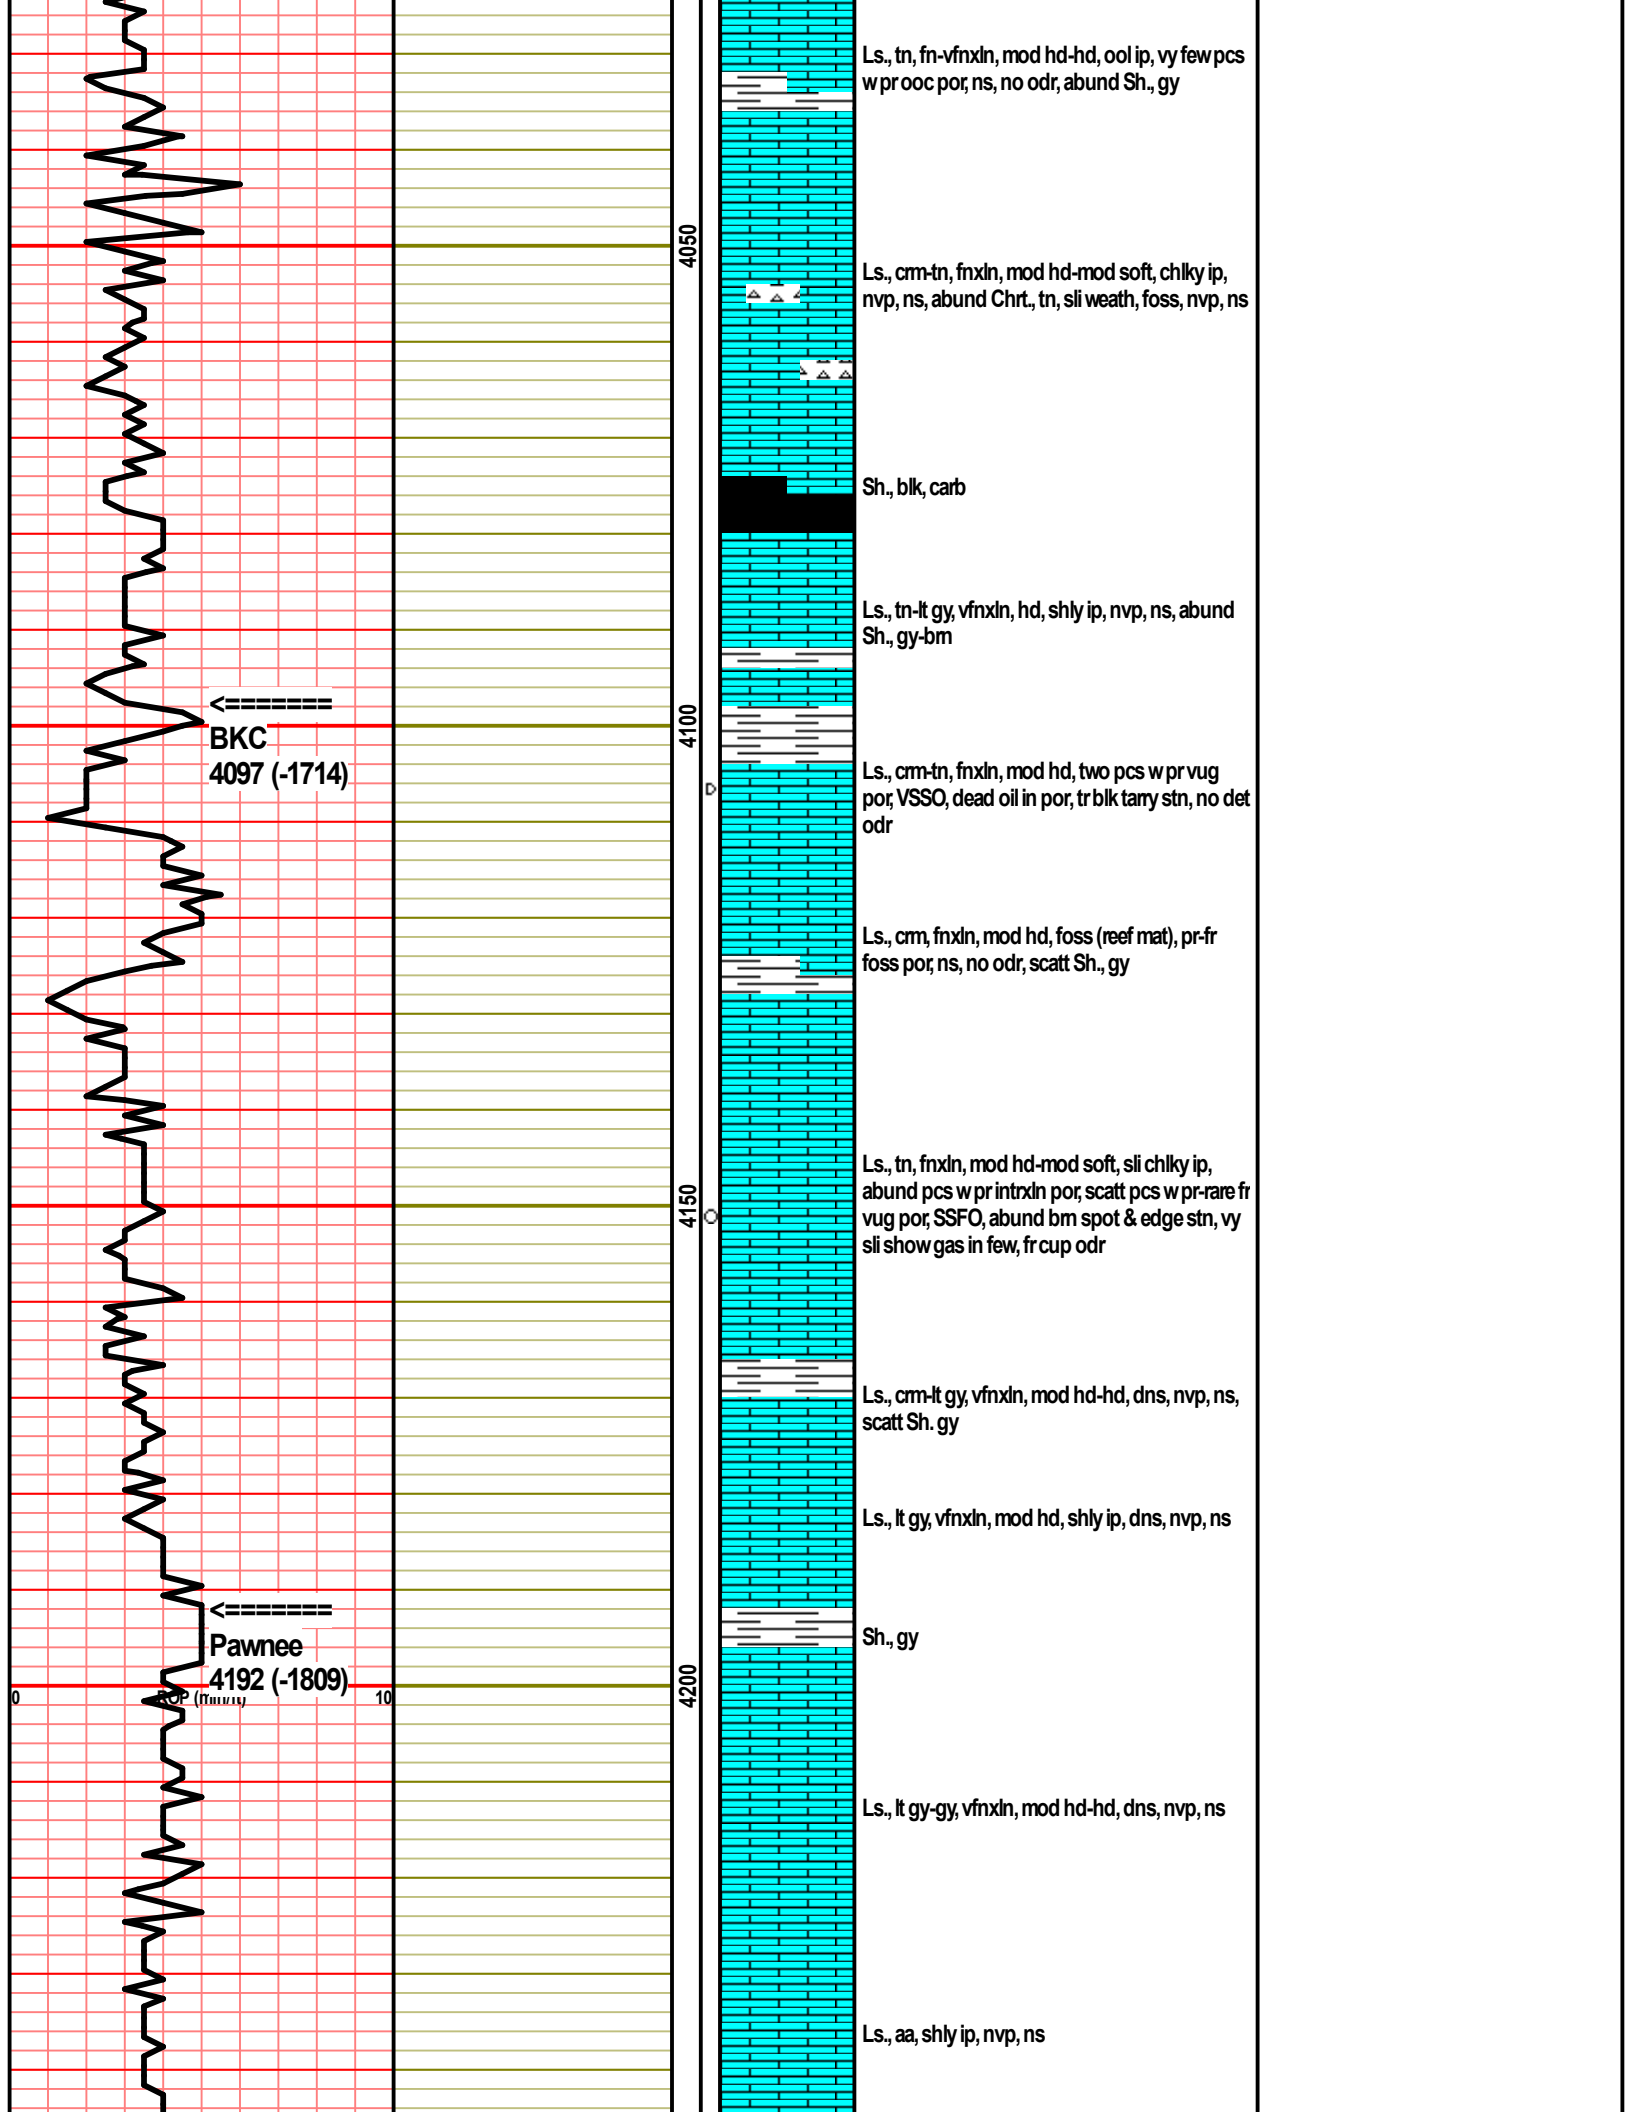 Ls., tn, fn-vfnxln, mod hd-hd, ool ip, vy few pcs
w pr ooc por, ns, no odr, abund Sh., gy
4050
Ls., crm-tn, fnxln, mod hd-mod soft, chlky ip,
nvp, ns, abund Chrt., tn, sli weath, foss, nvp, ns
Sh., blk, carb
Ls., tn-lt gy, vfnxln, hd, shly ip, nvp, ns, abund
Sh., gy-brn
<=======
BKC
4097 (-1714)
4100
Ls., crm-tn, fnxln, mod hd, two pcs w pr vug
por, VSSO, dead oil in por, tr blk tarry stn, no det
odr
Ls., crm, fnxln, mod hd, foss (reef mat), pr-fr
foss por, ns, no odr, scatt Sh., gy
4150
Ls., tn, fnxln, mod hd-mod soft, sli chlky ip,
abund pcs w pr intrxln por, scatt pcs w pr-rare fr
vug por, SSFO, abund brn spot & edge stn, vy
sli show gas in few, fr cup odr
Ls., crm-lt gy, vfnxln, mod hd-hd, dns, nvp, ns,
scatt Sh. gy
Ls., lt gy, vfnxln, mod hd, shly ip, dns, nvp, ns
<=======
Pawnee
4192 (-1809)
Sh., gy
4200
0 ROP (min/ft) 10
Ls., lt gy-gy, vfnxln, mod hd-hd, dns, nvp, ns
Ls., aa, shly ip, nvp, ns